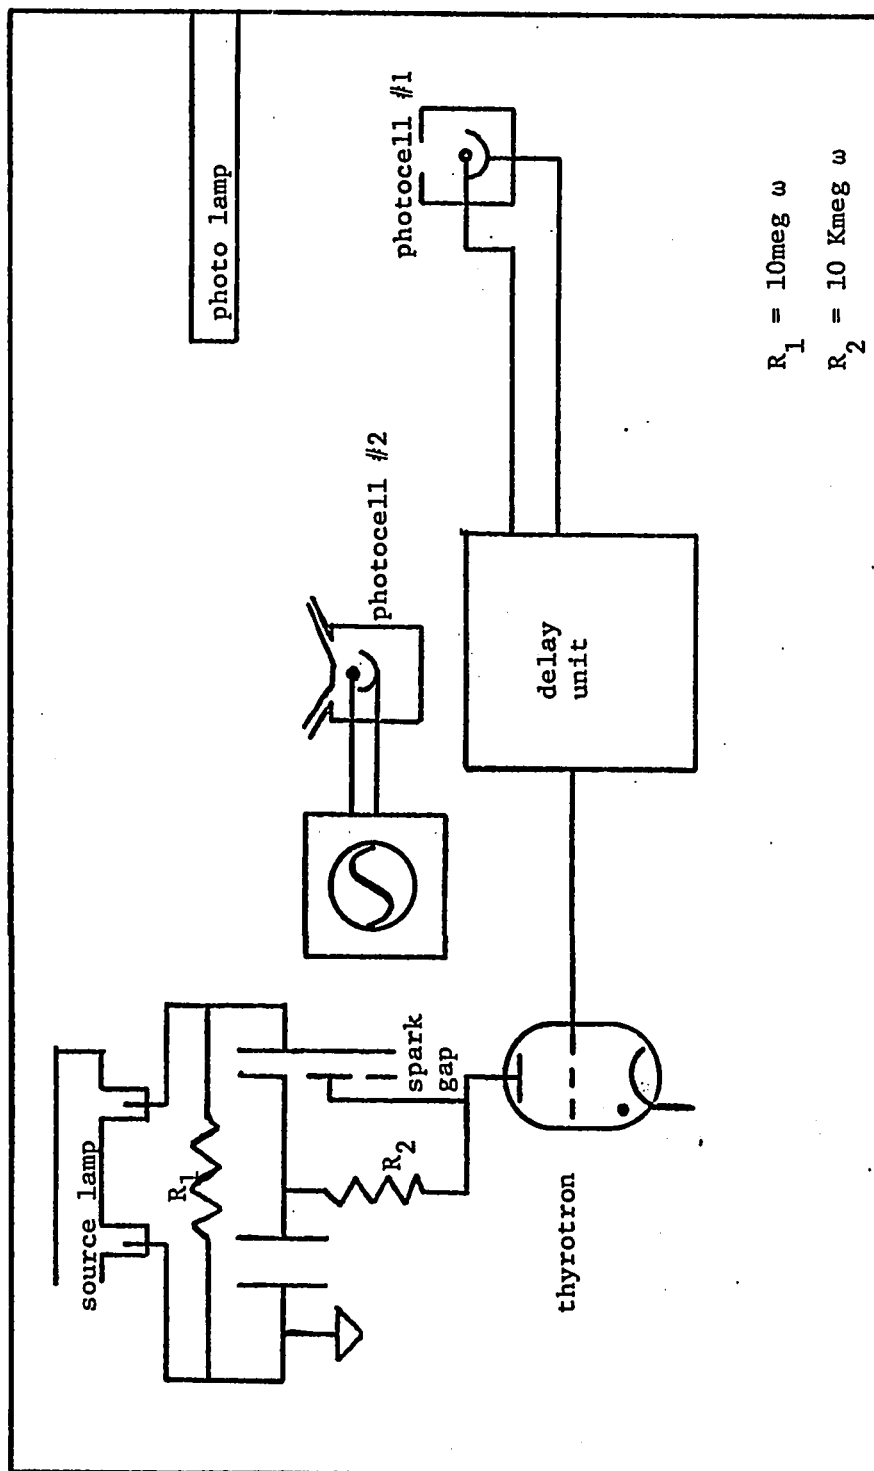 source lamp
photo lamp
R1
R2
spark
gap
photocell #2
photocell #1
thyrotron
delay
unit
R1 = 10meg ω
R2 = 10 Kmeg ω